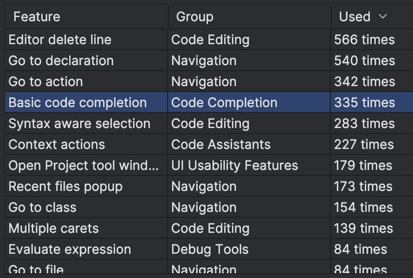 Feature Group Used
Editor delete line Code Editing 566 times
Go to declaration Navigation 540 times
Go to action Navigation 342 times
Basic code completion Code Completion 335 times
Syntax aware selection Code Editing 283 times
Context actions Code Assistants 227 times
Open Project tool wind... UI Usability Features 179 times
Recent files popup Navigation 173 times
Go to class Navigation 154 times
Multiple carets Code Editing 139 times
Evaluate expression Debug Tools 84 times
Go to file Navigation 84 times